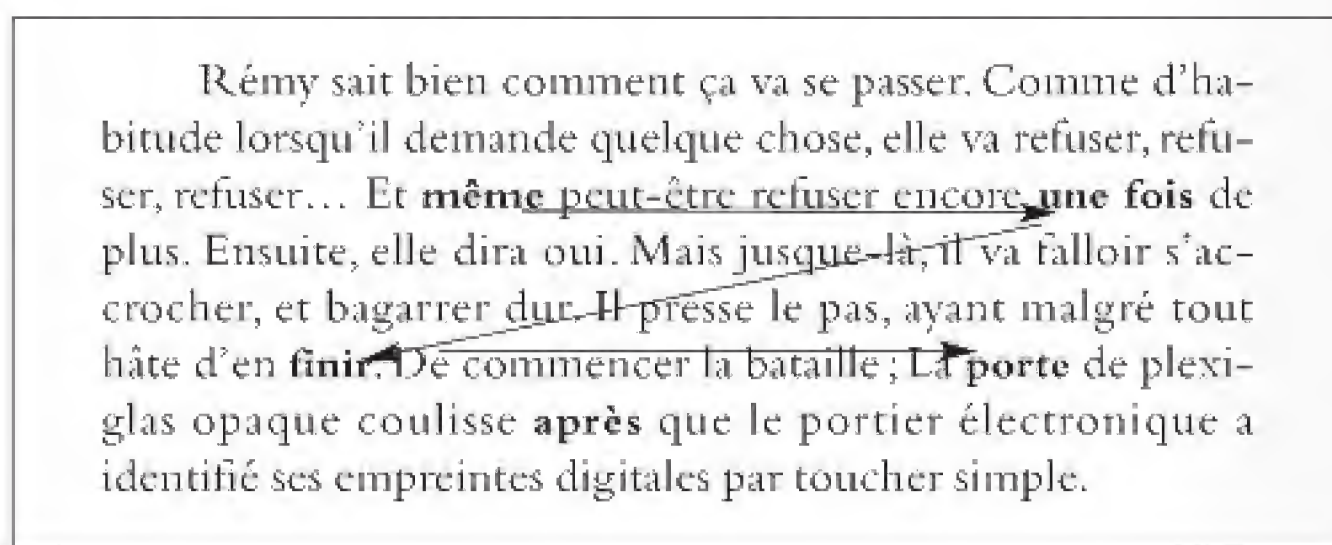 Rémy sait bien comment ça va se passer. Comme d'ha-
bitude lorsqu'il demande quelque chose, elle va refuser, refu-
ser, refuser... Et même peut-être refuser encore une fois de
plus. Ensuite, elle dira oui. Mais jusque-là, il va falloir s'ac-
crocher, et bagarrer dur. Il presse le pas, ayant malgré tout
hâte d'en finir. De commencer la bataille ; La porte de plexi-
glas opaque coulisse après que le portier électronique a
identifié ses empreintes digitales par toucher simple.